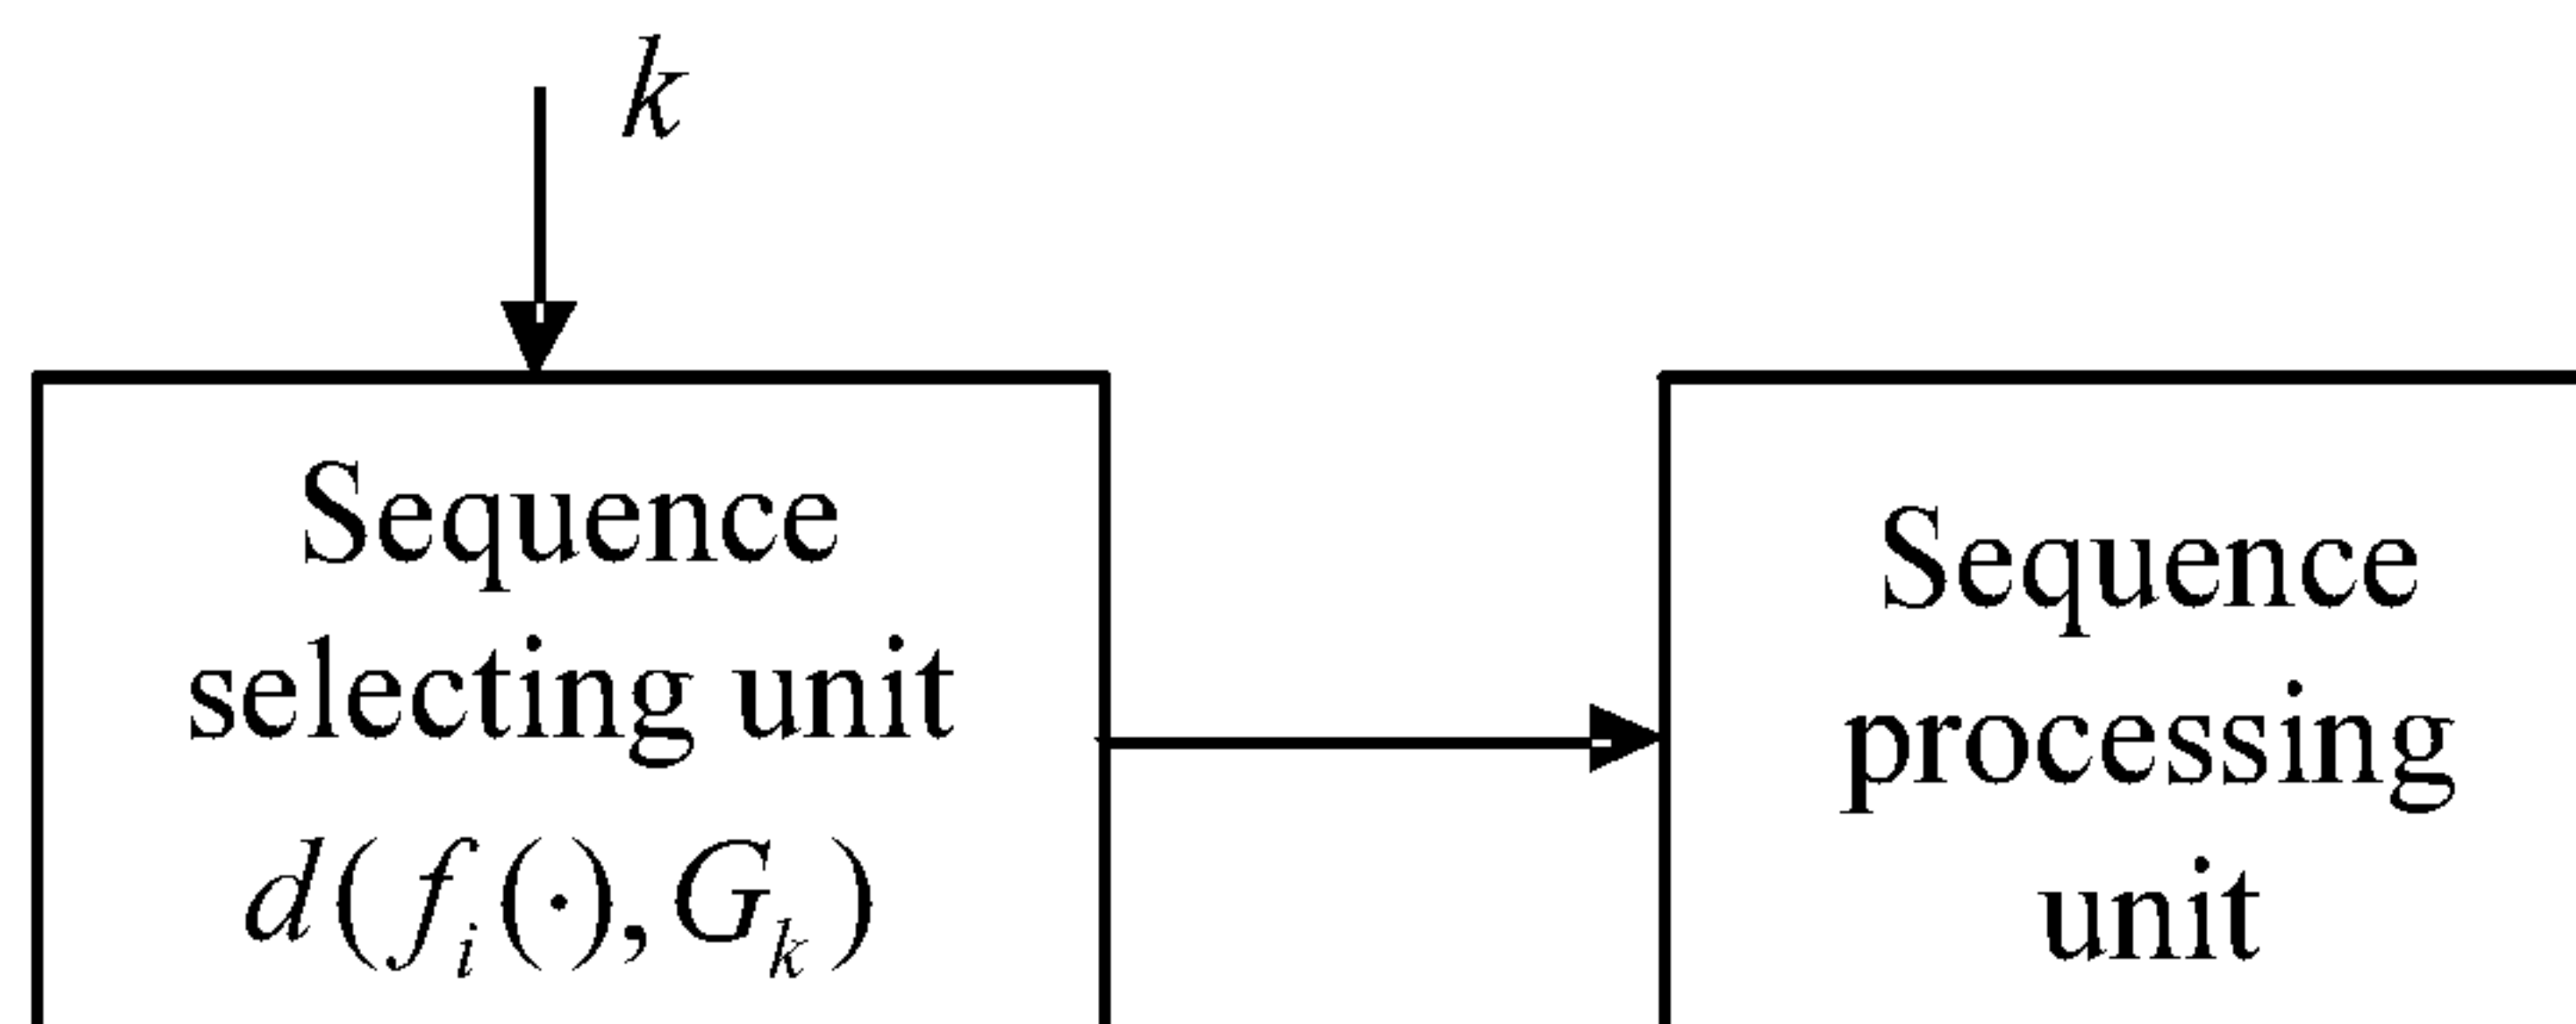 k
Sequence
selecting unit
d(f_i(·), G_k)
Sequence
processing
unit